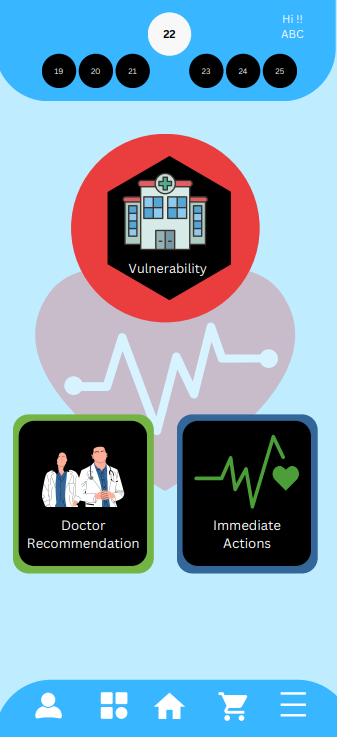 Hi !!
ABC
22
19 20 21 23 24 25
Vulnerability
Doctor
Recommendation
Immediate
Actions